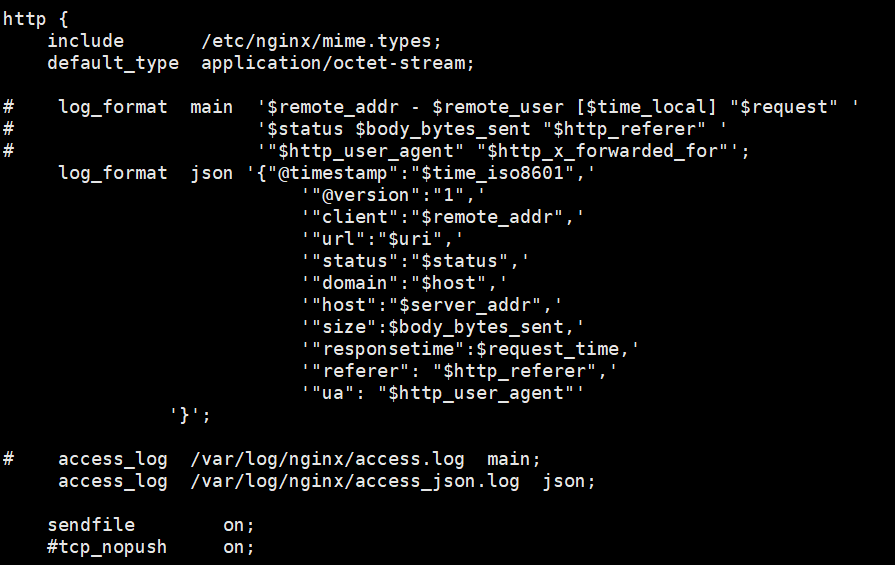 http {
    include       /etc/nginx/mime.types;
    default_type  application/octet-stream;

#    log_format  main  '$remote_addr - $remote_user [$time_local] "$request" '
#                      '$status $body_bytes_sent "$http_referer" '
#                      '"$http_user_agent" "$http_x_forwarded_for"';
     log_format  json '{"@timestamp":"$time_iso8601",'
                           '"@version":"1",'
                           '"client":"$remote_addr",'
                           '"url":"$uri",'
                           '"status":"$status",'
                           '"domain":"$host",'
                           '"host":"$server_addr",'
                           '"size":$body_bytes_sent,'
                           '"responsetime":$request_time,'
                           '"referer": "$http_referer",'
                           '"ua": "$http_user_agent"'
               '}';

#    access_log  /var/log/nginx/access.log  main;
     access_log  /var/log/nginx/access_json.log  json;

    sendfile        on;
    #tcp_nopush     on;